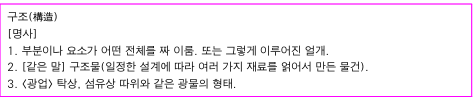 구조(構造)
[명사]
1. 부분이나 요소가 어떤 전체를 짜 이룸. 또는 그렇게 이루어진 얼개.
2. [같은 말] 구조물(일정한 설계에 따라 여러 가지 재료를 얽어서 만든 물건).
3. <광업> 탁상, 섬유상 따위와 같은 광물의 형태.